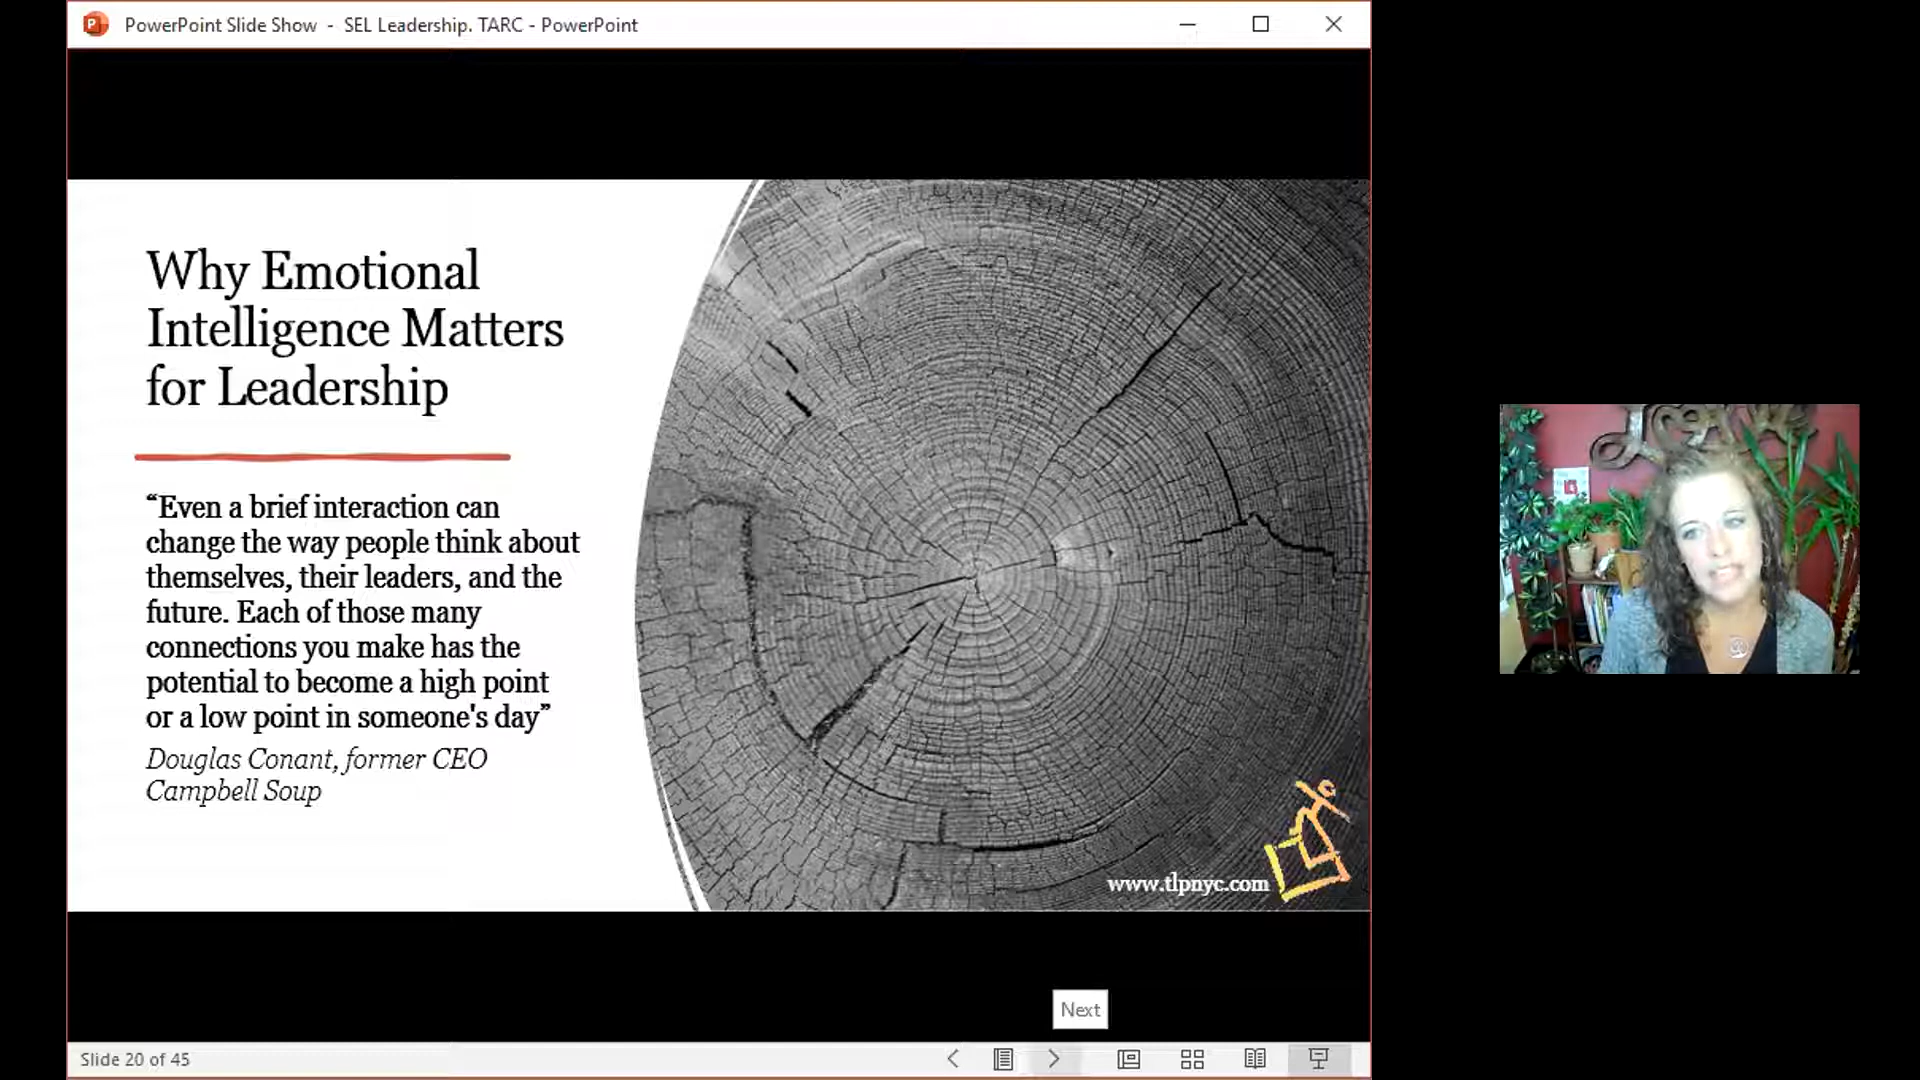 PowerPoint Slide Show - SEL Leadership. TARC - PowerPoint
Why Emotional
Intelligence Matters
for Leadership
“Even a brief interaction can
change the way people think about
themselves, their leaders, and the
future. Each of those many
connections you make has the
potential to become a high point
or a low point in someone's day”
Douglas Conant, former CEO
Campbell Soup
www.tlpnyc.com
Next
Slide 20 of 45